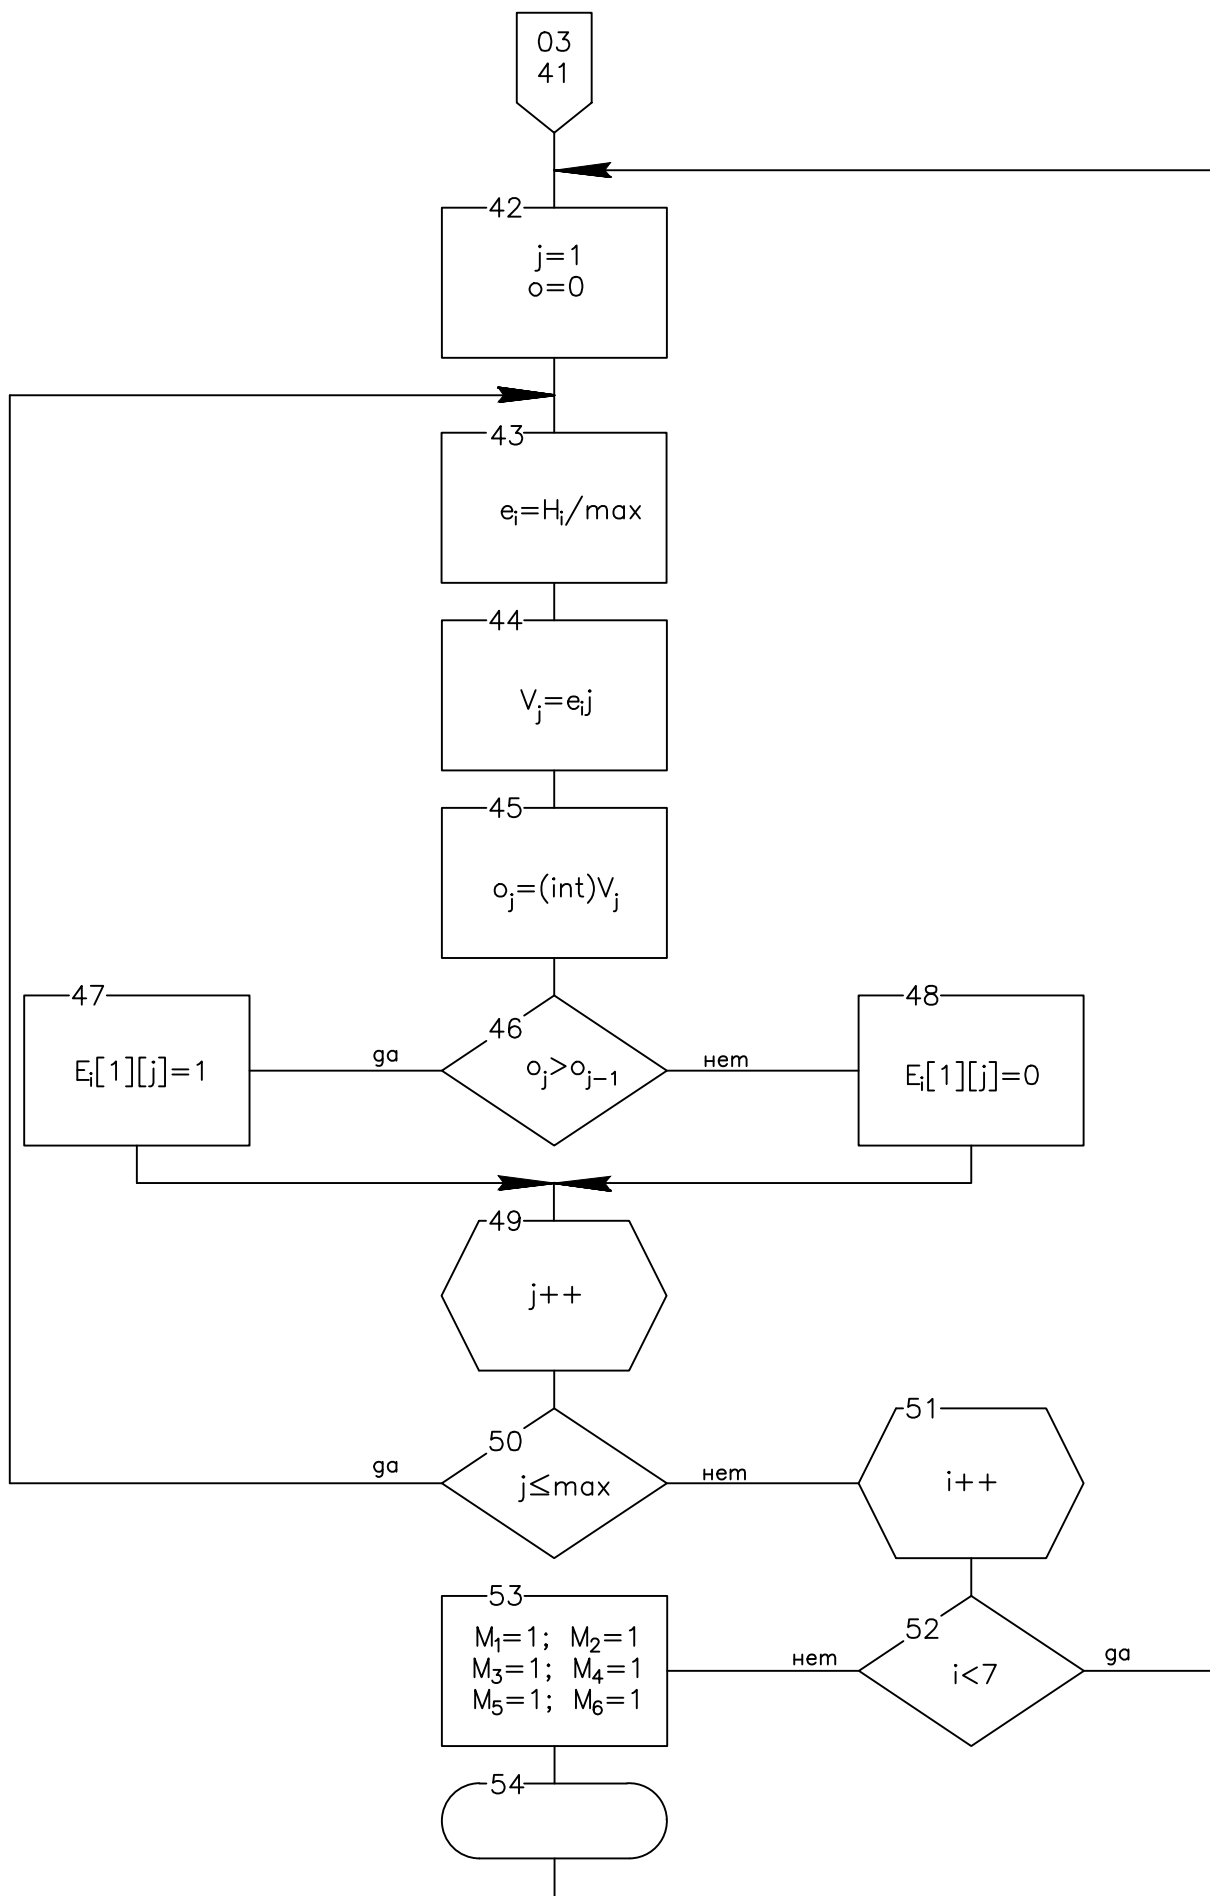 03
41
42
j=1
o=0
43
eᵢ=Hᵢ/max
44
Vⱼ=eᵢj
45
oⱼ=(int)Vⱼ
47
Eᵢ[1][j]=1
да
46
oⱼ>oⱼ₋₁
нет
48
Eᵢ[1][j]=0
49
j++
да
50
j≤max
нет
51
i++
53
M₁=1; M₂=1
M₃=1; M₄=1
M₅=1; M₆=1
нет
52
i<7
да
54